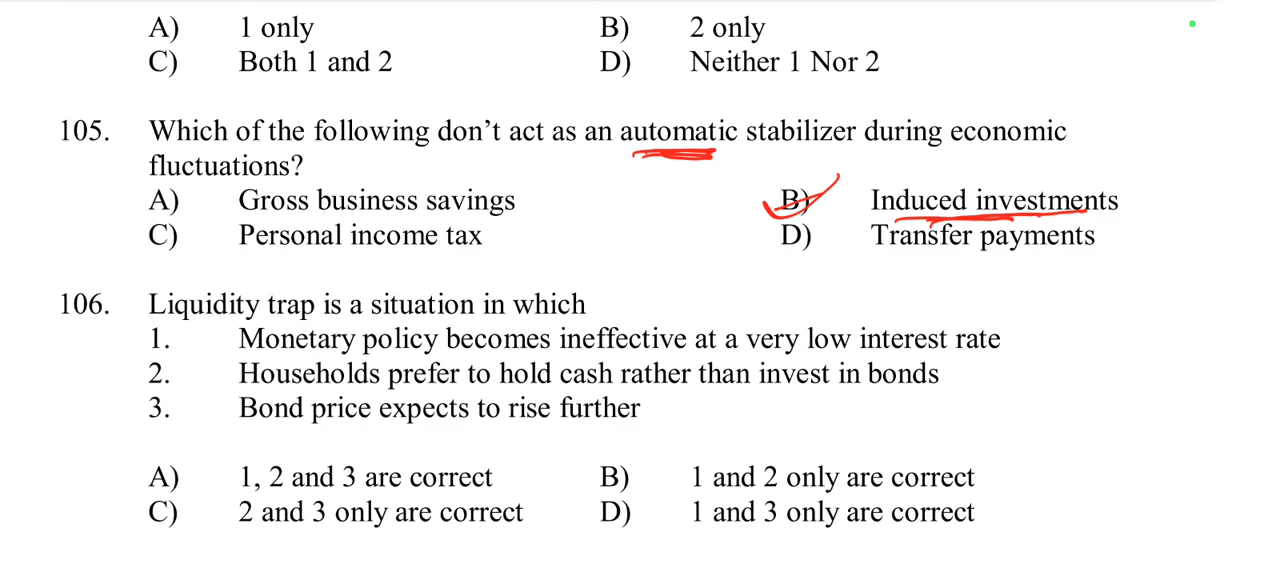 A) 1 only B) 2 only
C) Both 1 and 2 D) Neither 1 Nor 2
105. Which of the following don’t act as an automatic stabilizer during economic
fluctuations?
A) Gross business savings B) Induced investments
C) Personal income tax D) Transfer payments
106. Liquidity trap is a situation in which
1. Monetary policy becomes ineffective at a very low interest rate
2. Households prefer to hold cash rather than invest in bonds
3. Bond price expects to rise further
A) 1, 2 and 3 are correct B) 1 and 2 only are correct
C) 2 and 3 only are correct D) 1 and 3 only are correct